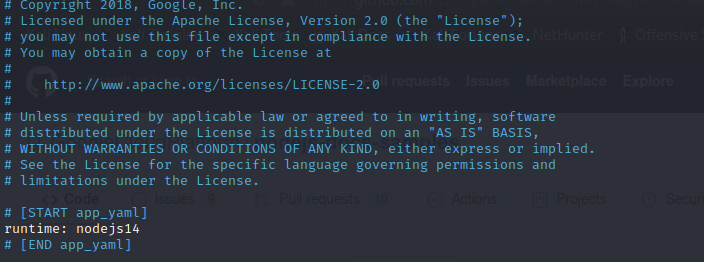 # Copyright 2018, Google, Inc.
# Licensed under the Apache License, Version 2.0 (the "License");
# you may not use this file except in compliance with the License.
NetHunter Offensive S
# You may obtain a copy of the License at
#
# http://www.apache.org/licenses/LICENSE-2.0
Pull requests Issues Marketplace Explore
#
# Unless required by applicable law or agreed to in writing, software
# distributed under the License is distributed on an "AS IS" BASIS,
# WITHOUT WARRANTIES OR CONDITIONS OF ANY KIND, either express or implied.
# See the License for the specific language governing permissions and
# limitations under the License.
<> Code Issues 9 Pull requests 19 Actions Projects Securi
# [START app_yaml]
runtime: nodejs14
# [END app_yaml]